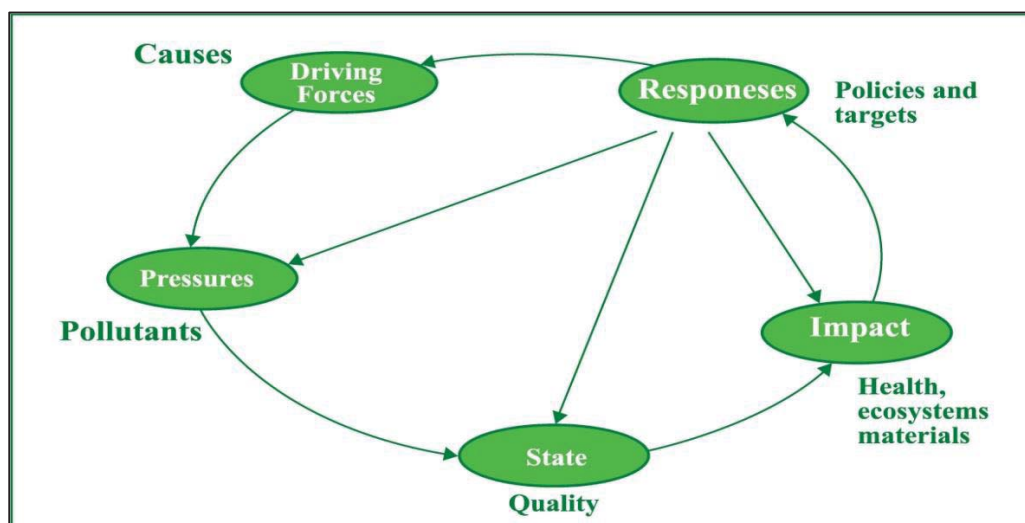 Causes
Driving
Forces
Responeses
Policies and
targets
Pressures
Pollutants
Impact
Health,
ecosystems
materials
State
Quality